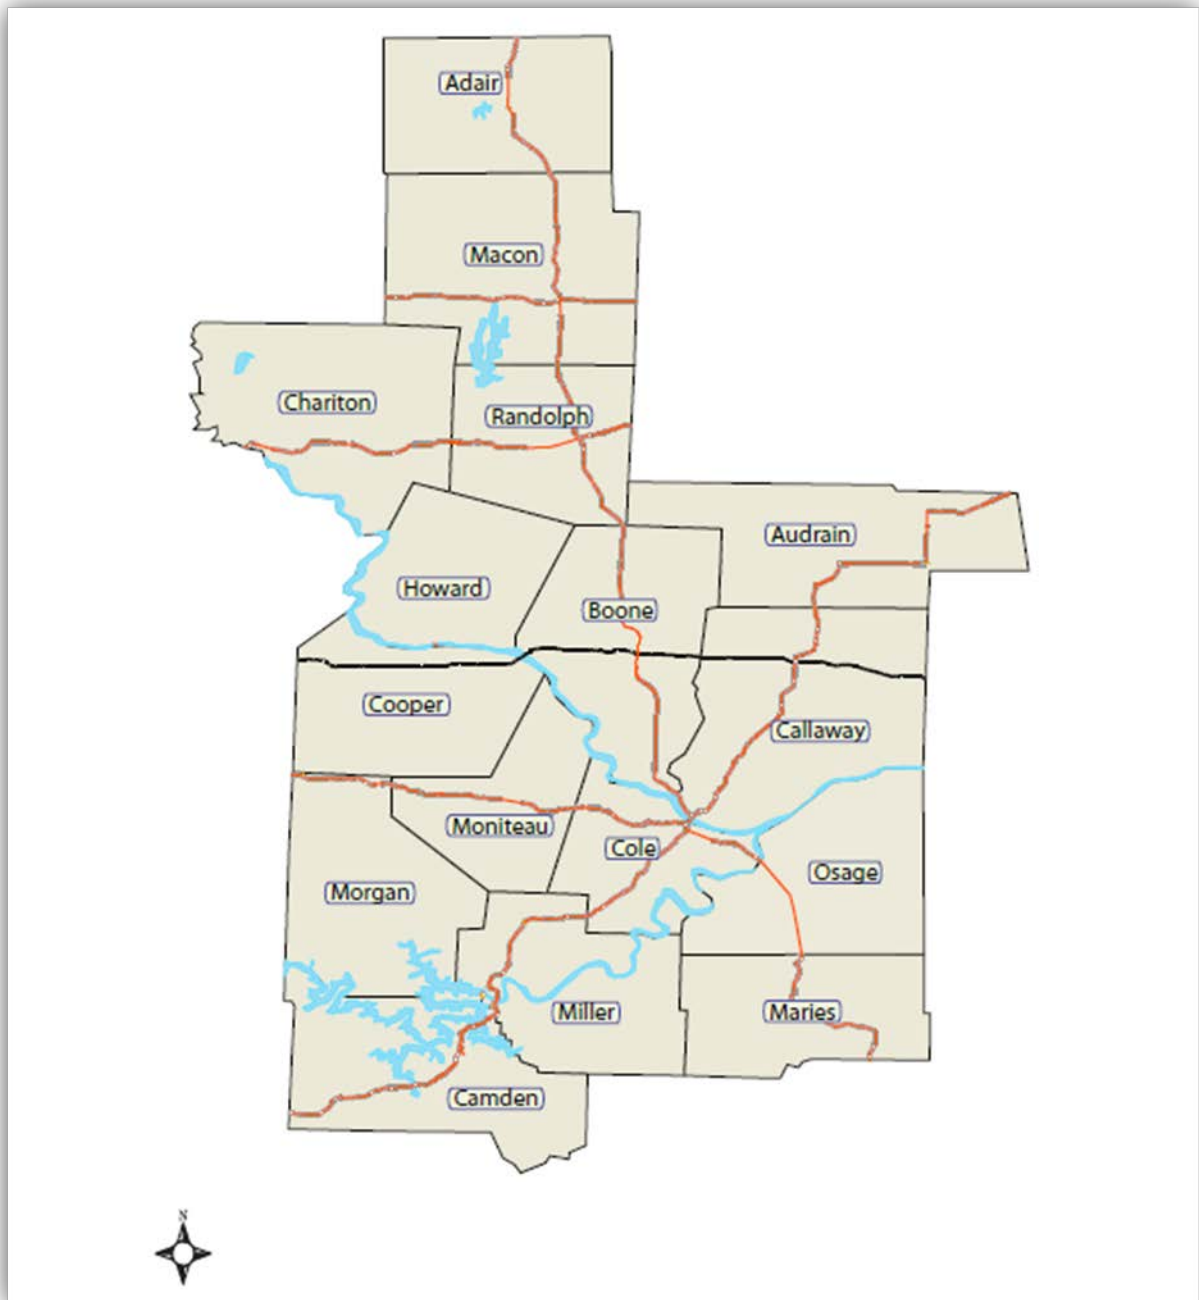 Adair
Macon
Chariton
Randolph
Audrain
Howard
Boone
Cooper
Callaway
Moniteau
Cole
Osage
Morgan
Miller
Maries
Camden
N